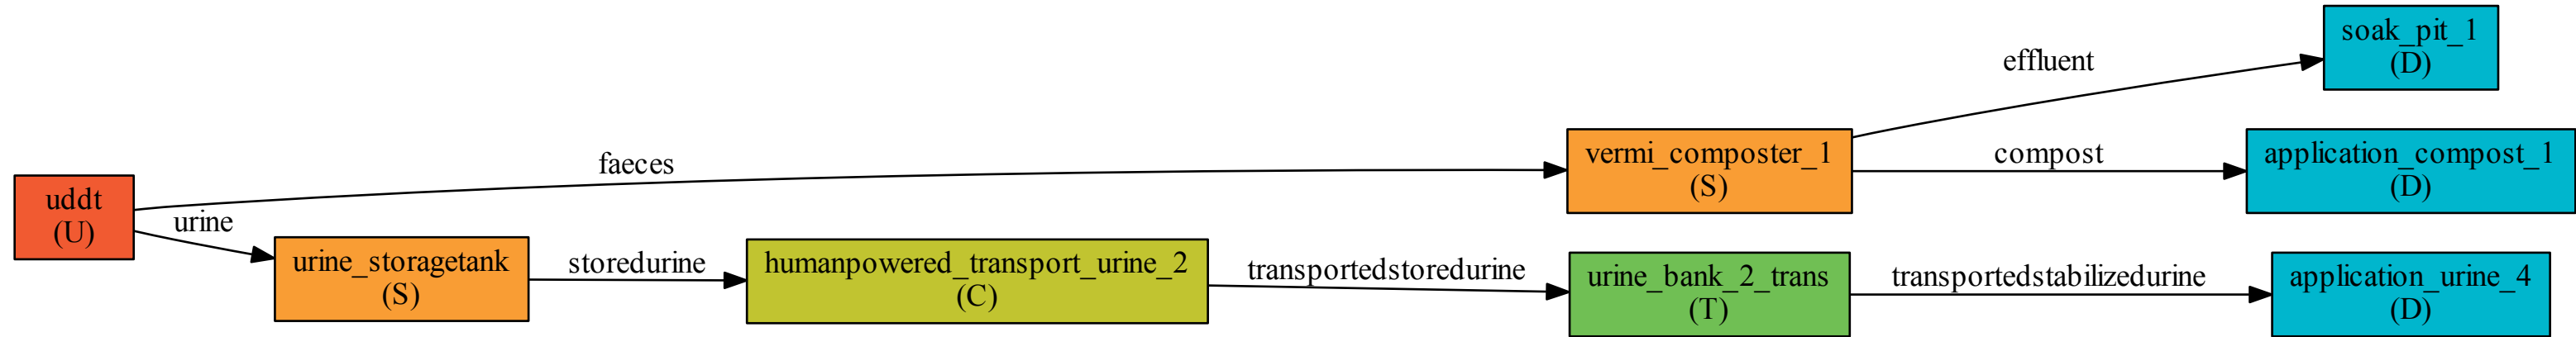 soak_pit_1
(D)
effluent
faeces
vermi_composter_1
(S)
compost
application_compost_1
(D)
uddt
(U)
urine
urine_storagetank
(S)
storedurine
humanpowered_transport_urine_2
(C)
transportedstoredurine
urine_bank_2_trans
(T)
transportedstabilizedurine
application_urine_4
(D)